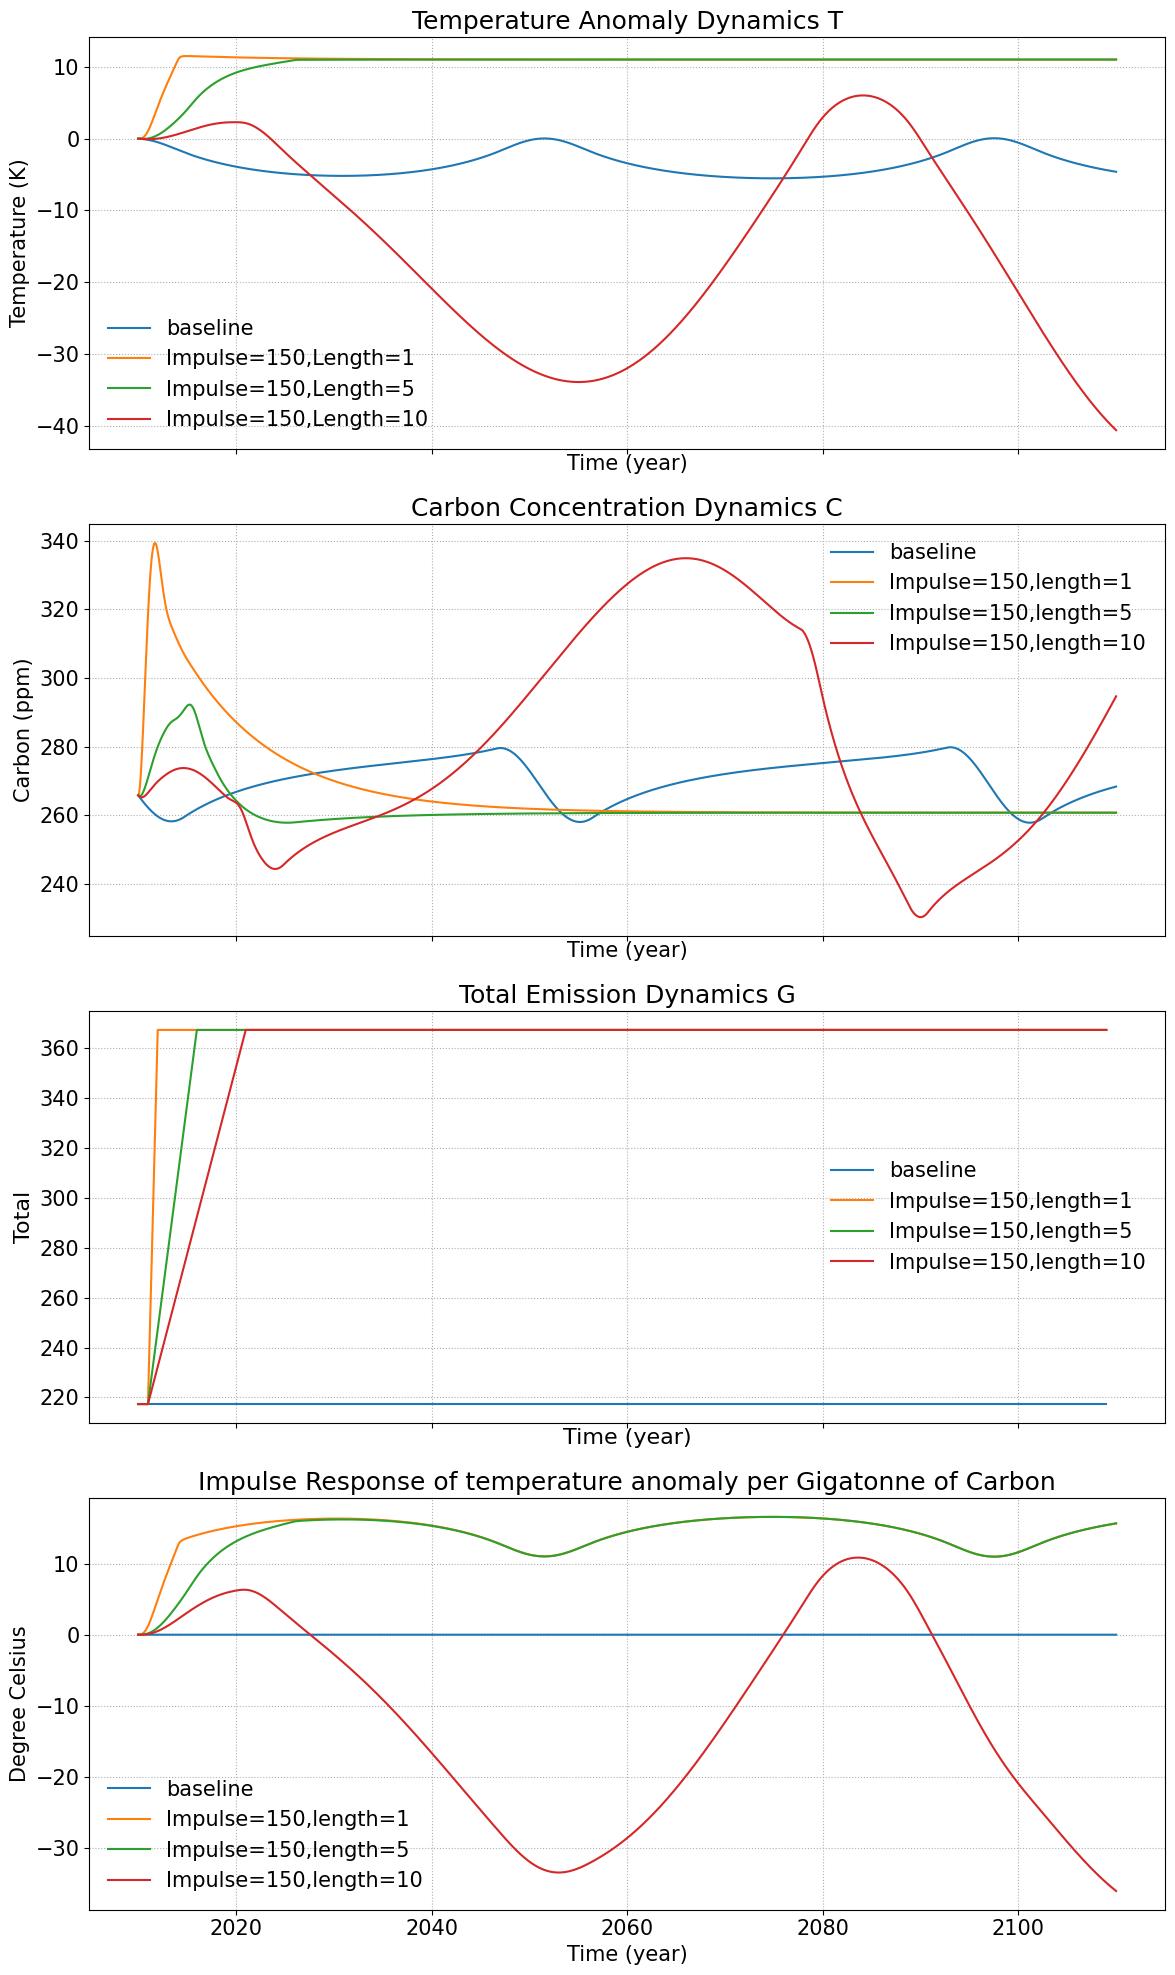 Temperature Anomaly Dynamics T
10
0
−10
−20
−30
−40
Temperature (K)
baseline
Impulse=150,Length=1
Impulse=150,Length=5
Impulse=150,Length=10
Time (year)
Carbon Concentration Dynamics C
340
320
300
280
260
240
Carbon (ppm)
baseline
Impulse=150,length=1
Impulse=150,length=5
Impulse=150,length=10
Time (year)
Total Emission Dynamics G
360
340
320
300
280
260
240
220
Total
baseline
Impulse=150,length=1
Impulse=150,length=5
Impulse=150,length=10
Time (year)
Impulse Response of temperature anomaly per Gigatonne of Carbon
10
0
−10
−20
−30
Degree Celsius
baseline
Impulse=150,length=1
Impulse=150,length=5
Impulse=150,length=10
2020 2040 2060 2080 2100
Time (year)